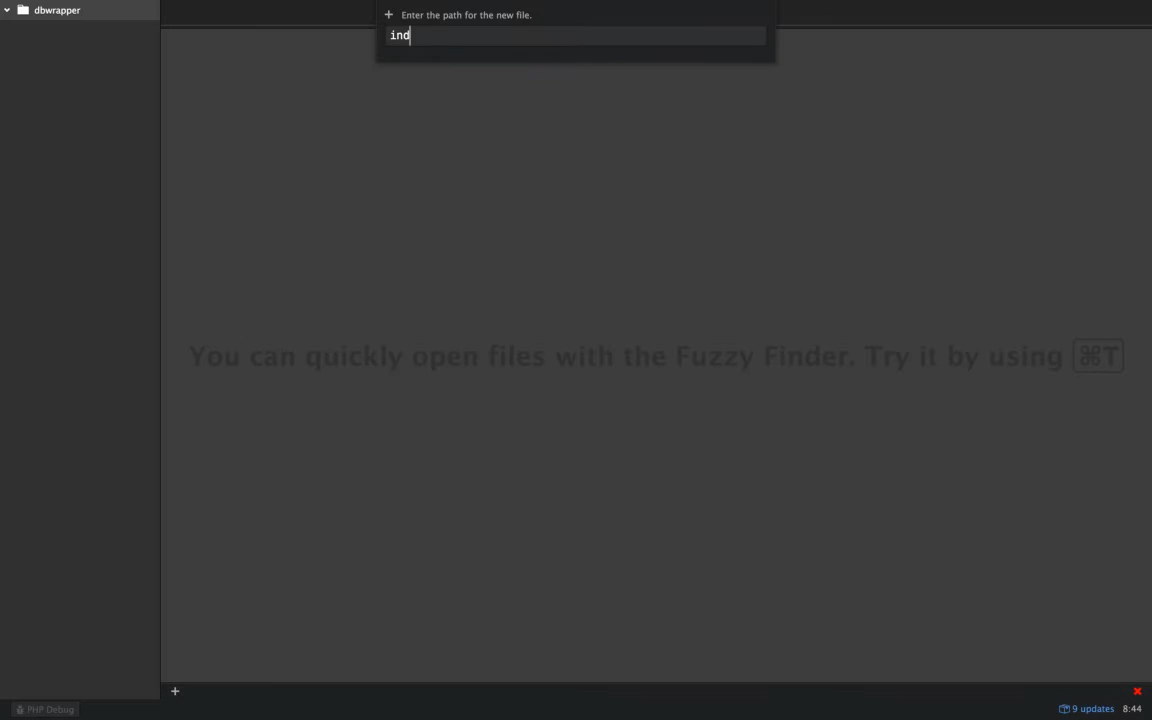 dbwrapper
Enter the path for the new file.
ind
You can quickly open files with the Fuzzy Finder. Try it by using ⌘T
PHP Debug
9 updates
8:44